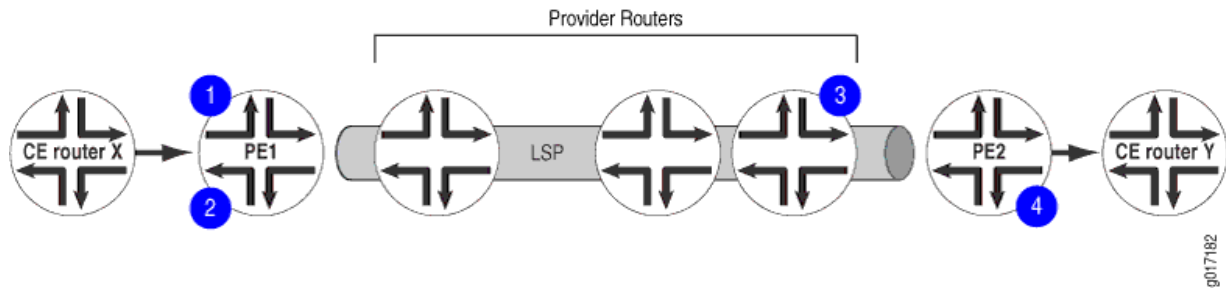 Provider Routers
1
3
CE router X
PE1
LSP
PE2
CE router Y
2
4
g017182